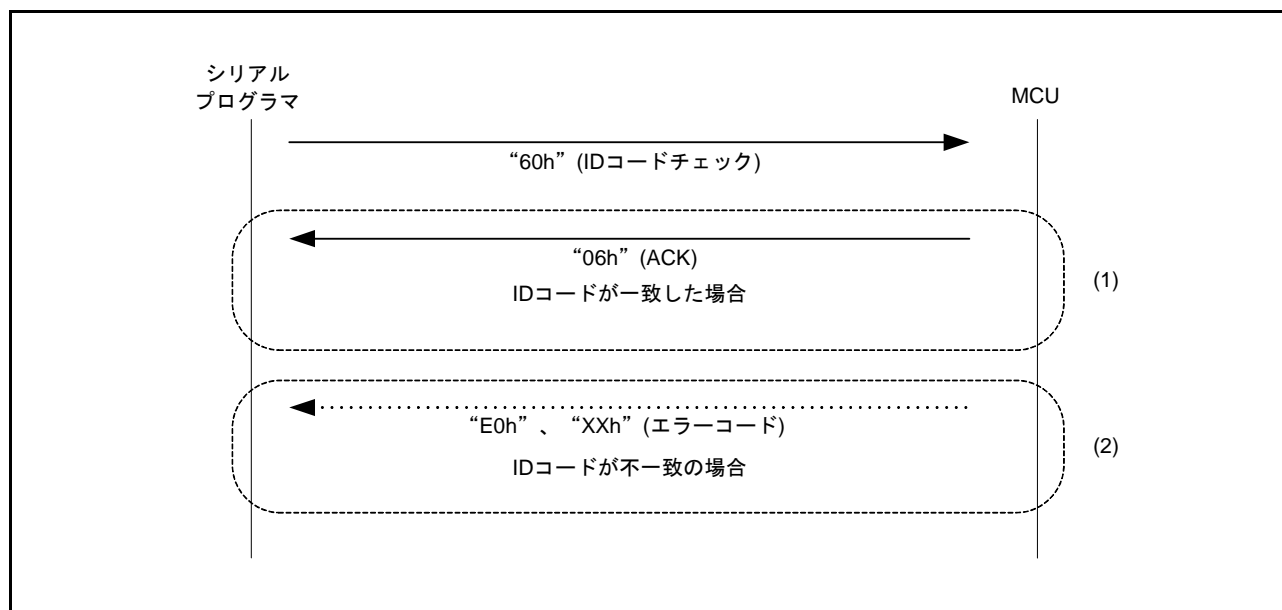 シリアル
プログラマ
MCU
“60h” (IDコードチェック)
“06h” (ACK)
IDコードが一致した場合
(1)
“E0h” 、 “XXh” (エラーコード)
IDコードが不一致の場合
(2)